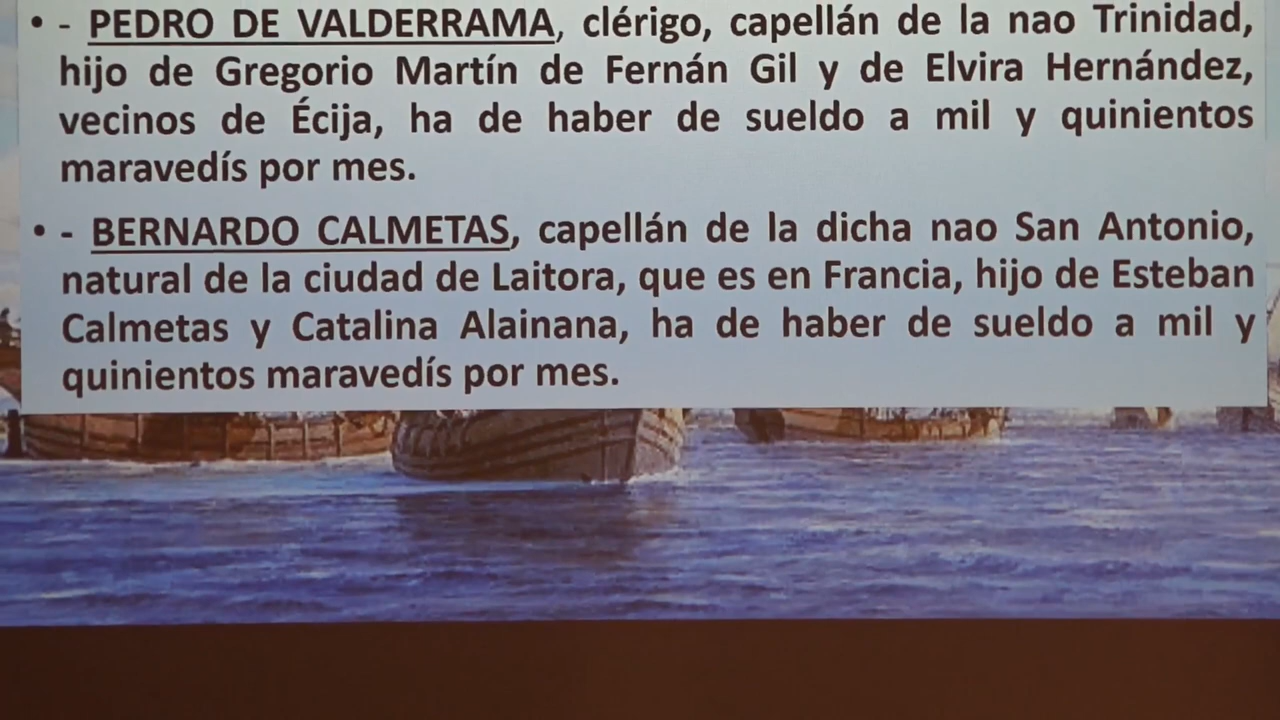 • - PEDRO DE VALDERRAMA, clérigo, capellán de la nao Trinidad,
hijo de Gregorio Martín de Fernán Gil y de Elvira Hernández,
vecinos de Écija, ha de haber de sueldo a mil y quinientos
maravedís por mes.
• - BERNARDO CALMETAS, capellán de la dicha nao San Antonio,
natural de la ciudad de Laitora, que es en Francia, hijo de Esteban
Calmetas y Catalina Alainana, ha de haber de sueldo a mil y
quinientos maravedís por mes.